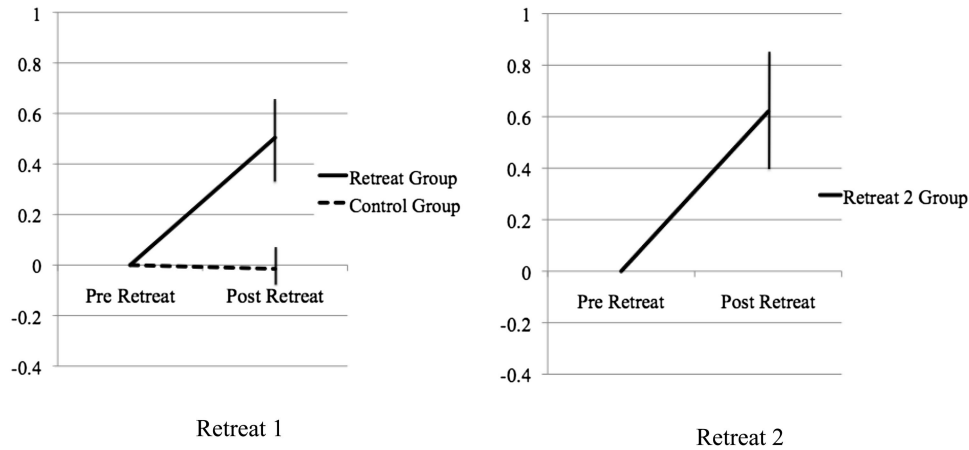 1
0.8
0.6
0.4
0.2
0
-0.2
-0.4
Pre Retreat
Post Retreat
Retreat Group
Control Group
Retreat 1
1
0.8
0.6
0.4
0.2
0
-0.2
-0.4
Pre Retreat
Post Retreat
Retreat 2 Group
Retreat 2